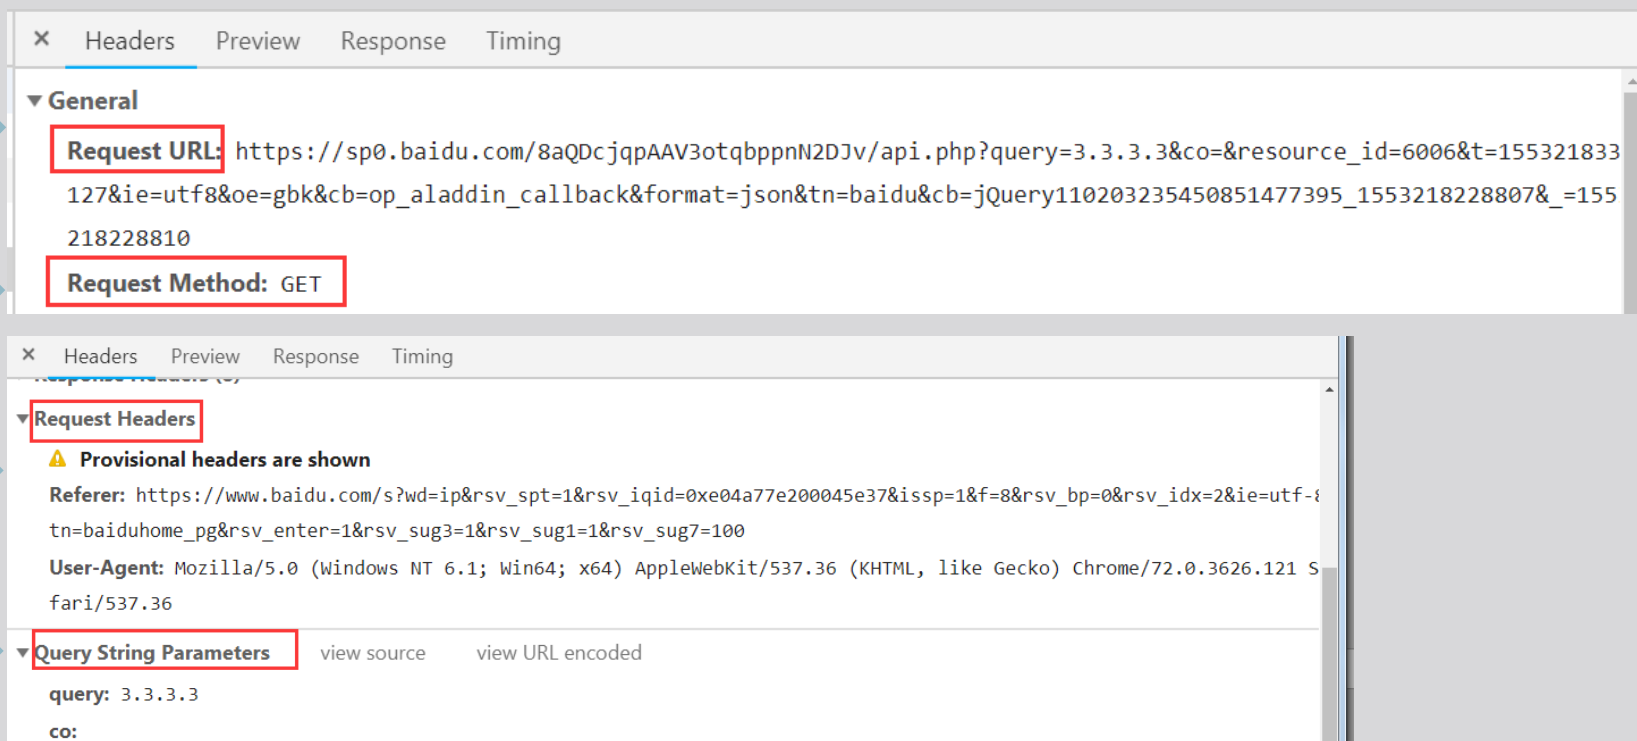 × Headers Preview Response Timing
General
Request URL: https://sp0.baidu.com/8aQDcjqpAAV3otqbppnN2DJv/api.php?query=3.3.3.3&co=&resource_id=6006&t=155321833
127&ie=utf8&oe=gbk&cb=op_aladdin_callback&format=json&tn=baidu&cb=jQuery110203235450851477395_1553218228807&_=155
218228810
Request Method: GET
× Headers Preview Response Timing
Request Headers
Provisional headers are shown
Referer: https://www.baidu.com/s?wd=ip&rsv_spt=1&rsv_iqid=0xe04a77e200045e37&issp=1&f=8&rsv_bp=0&rsv_idx=2&ie=utf-8
tn=baiduhome_pg&rsv_enter=1&rsv_sug3=1&rsv_sug1=1&rsv_sug7=100
User-Agent: Mozilla/5.0 (Windows NT 6.1; Win64; x64) AppleWebKit/537.36 (KHTML, like Gecko) Chrome/72.0.3626.121 S
fari/537.36
Query String Parameters view source view URL encoded
query: 3.3.3.3
co: